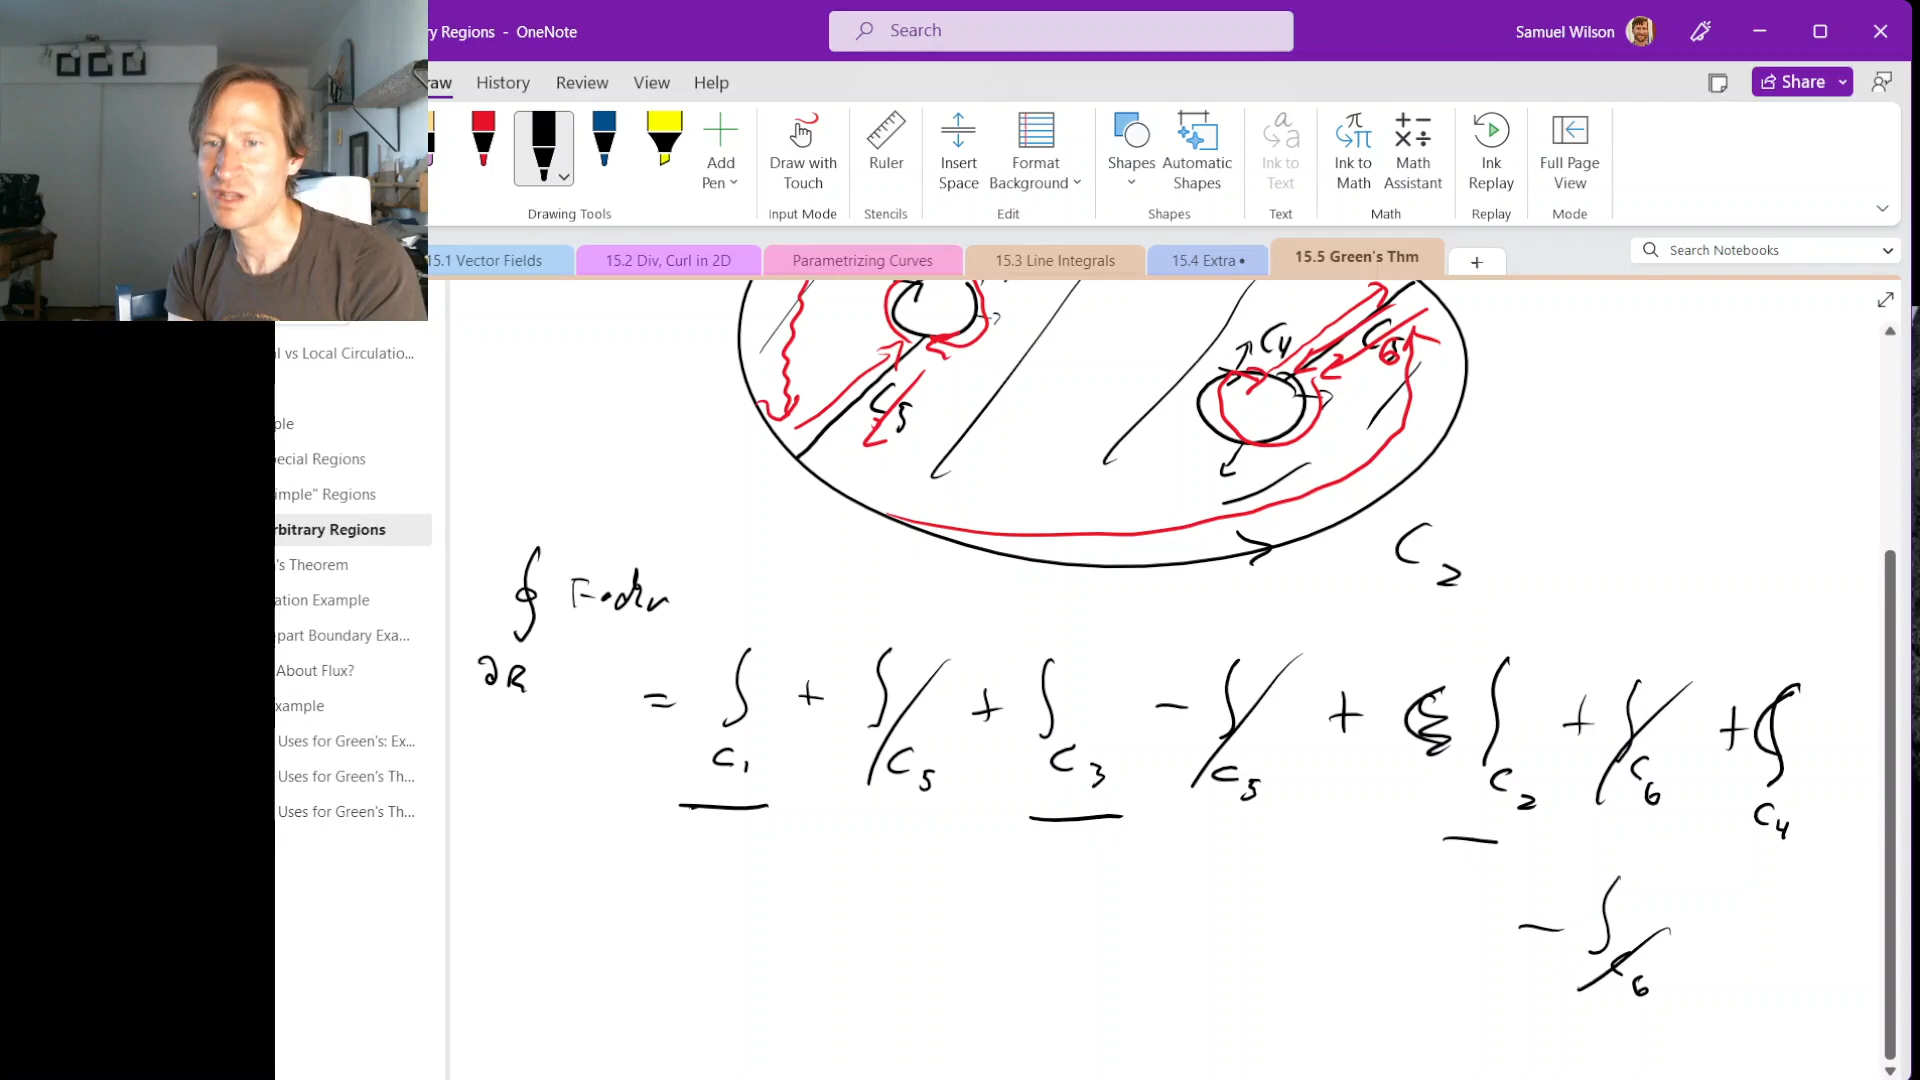 ry Regions - OneNote
Search
Samuel Wilson
raw History Review View Help
Share
Add Pen
Draw with Touch
Ruler
Insert Space
Format Background
Shapes
Automatic Shapes
Ink to Text
Ink to Math
Math Assistant
Ink Replay
Full Page View
Drawing Tools
Input Mode
Stencils
Edit
Shapes
Text
Math
Replay
Mode
15.1 Vector Fields
15.2 Div, Curl in 2D
Parametrizing Curves
15.3 Line Integrals
15.4 Extra •
15.5 Green's Thm
+
Search Notebooks
al vs Local Circulatio...
ple
ecial Regions
imple" Regions
rbitrary Regions
's Theorem
ation Example
part Boundary Exa...
About Flux?
xample
Uses for Green's: Ex...
Uses for Green's Th...
Uses for Green's Th...
C4
C6
C5
C2
∮ F•dr
∂R
= ∫ + ∫ + ∫ - ∫ + ∫ + ∫ + ∫
C1 C5 C3 C5 C2 C6 C4
- ∫
C6